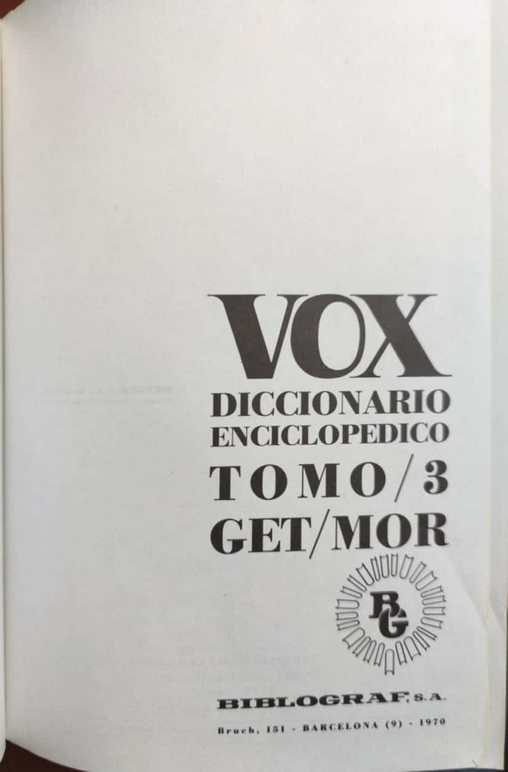 VOX
DICCIONARIO
ENCICLOPEDICO
TOMO/3
GET/MOR
BG
BIBLOGRAF, S.A.
Bruch, 151 - BARCELONA (9) - 1970